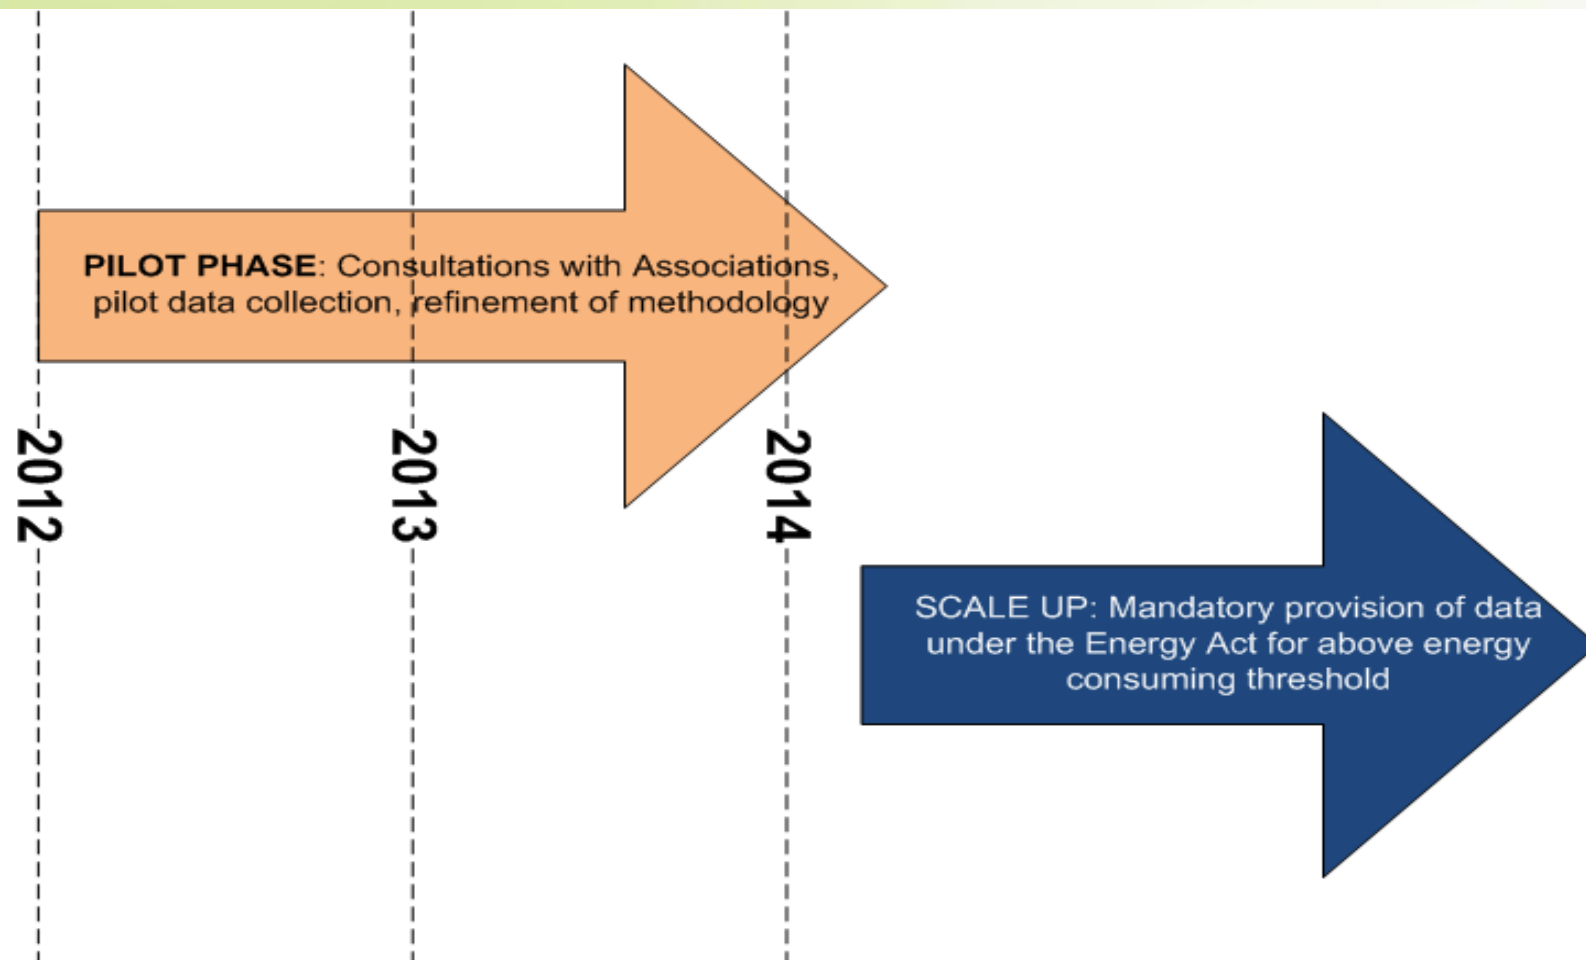 PILOT PHASE: Consultations with Associations,
pilot data collection, refinement of methodology
2012
2013
2014
SCALE UP: Mandatory provision of data
under the Energy Act for above energy
consuming threshold